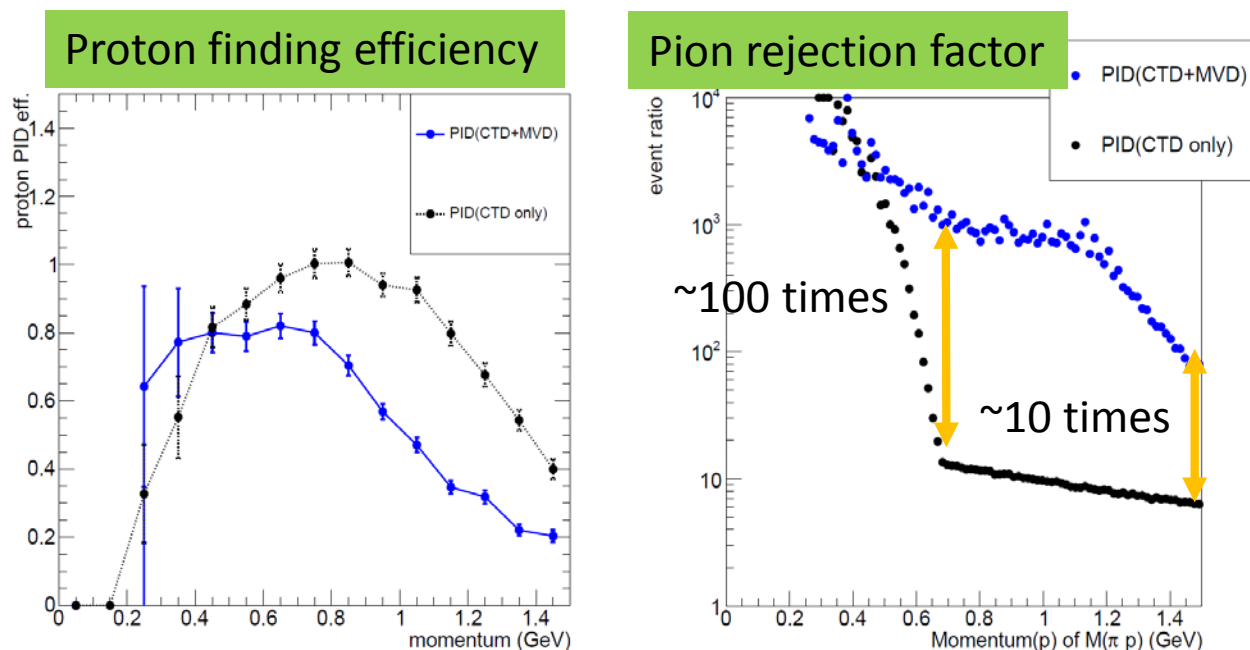 Proton finding efficiency
proton PID eff.
1.4
1.2
1
0.8
0.6
0.4
0.2
0
PID(CTD+MVD)
PID(CTD only)
0 0.2 0.4 0.6 0.8 1 1.2 1.4
momentum (GeV)
Pion rejection factor
PID(CTD+MVD)
PID(CTD only)
event ratio
10⁴
10³
10²
10
1
~100 times
~10 times
0 0.2 0.4 0.6 0.8 1 1.2 1.4
Momentum(p) of M(π p) (GeV)